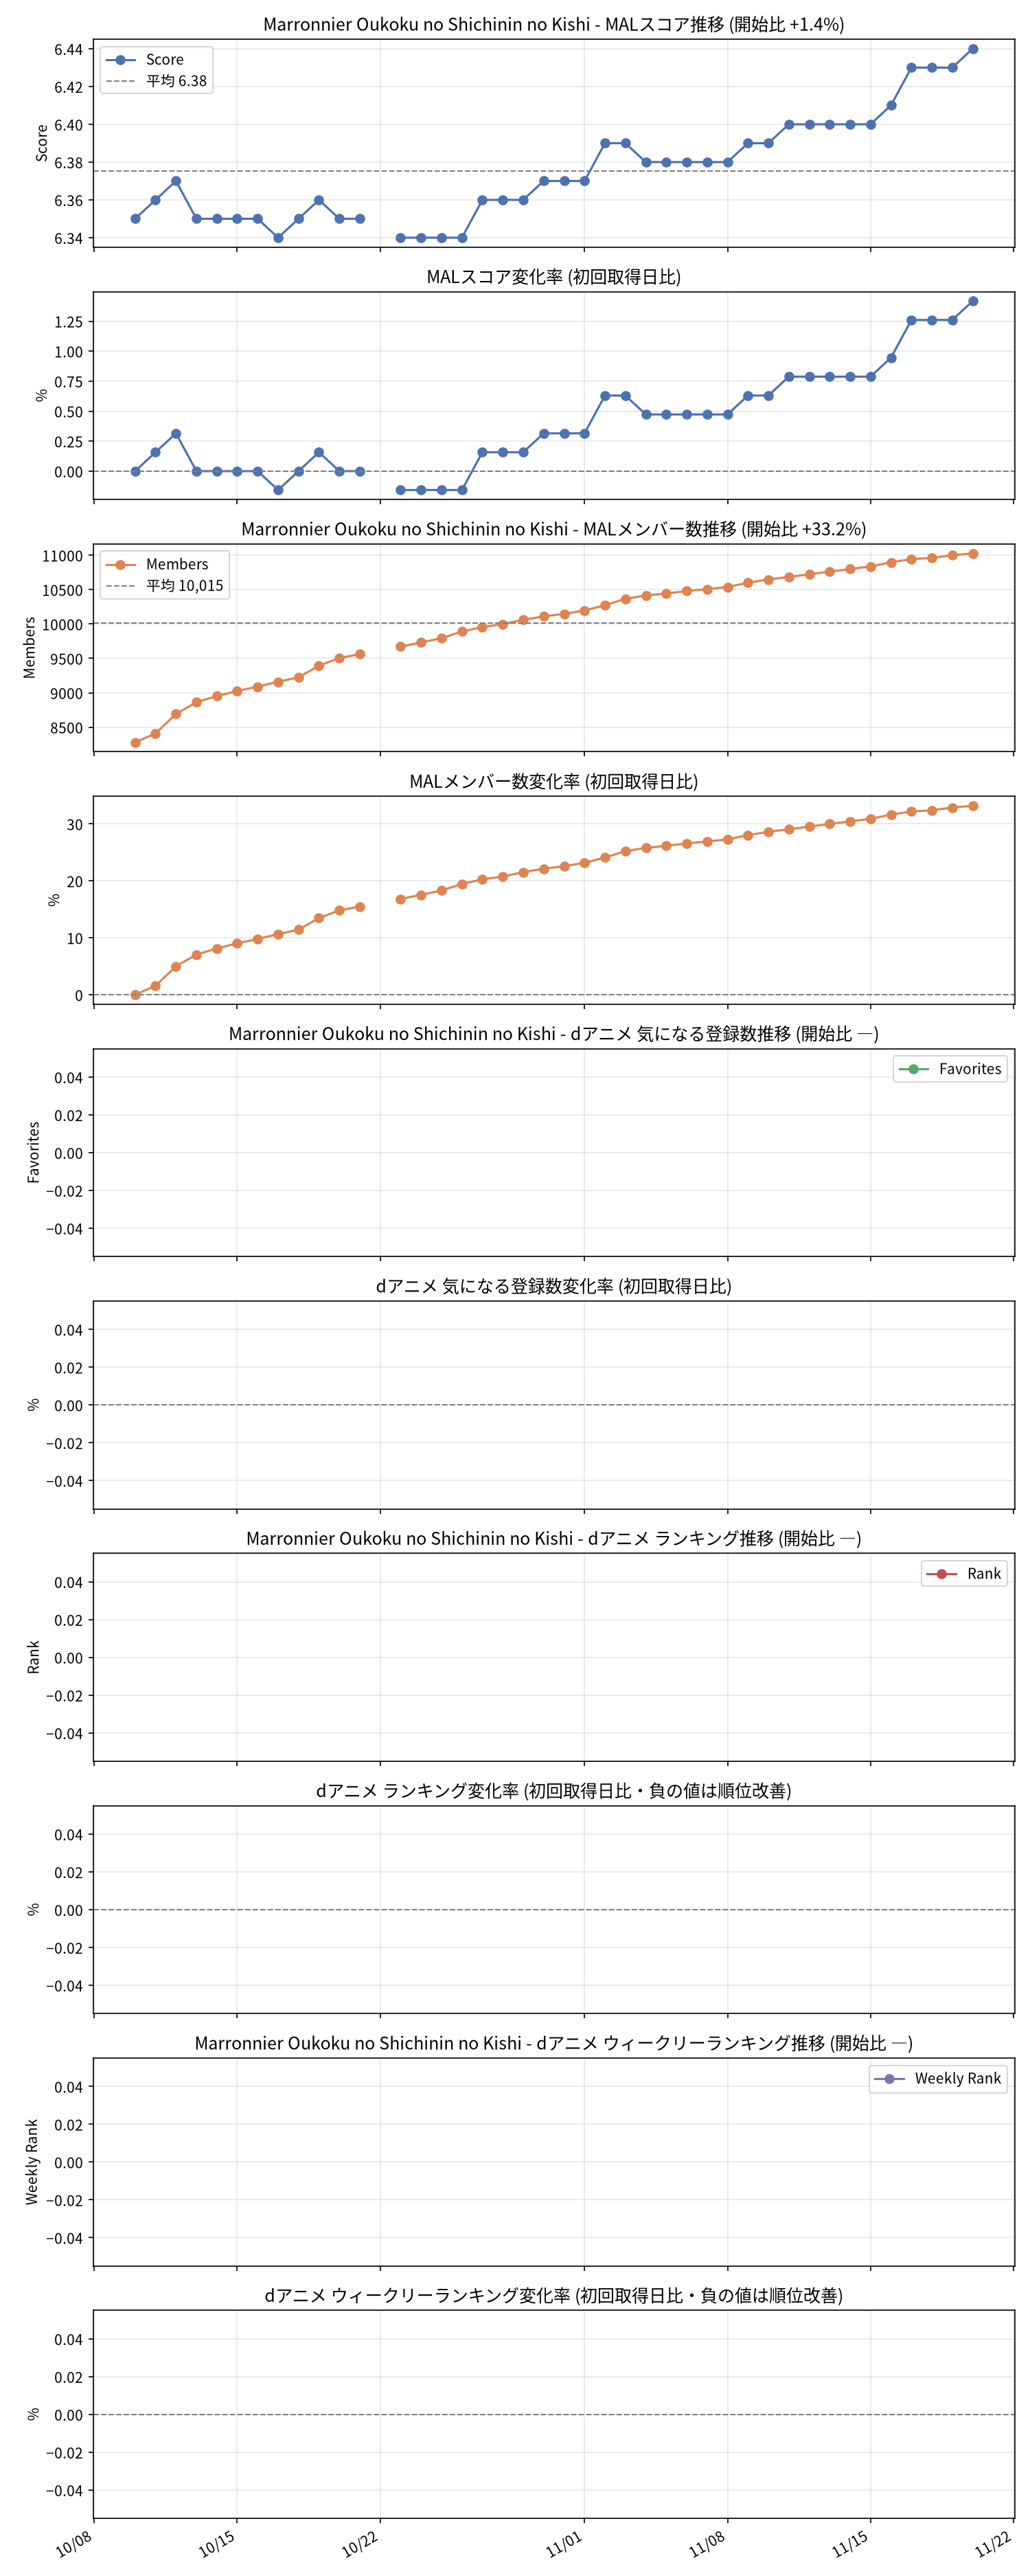 Marronnier Oukoku no Shichinin no Kishi - MALスコア推移 (開始比 +1.4%)
Score
平均 6.38
6.44
6.42
6.40
6.38
6.36
6.34
Score
MALスコア変化率 (初回取得日比)
1.25
1.00
0.75
0.50
0.25
0.00
%
Marronnier Oukoku no Shichinin no Kishi - MALメンバー数推移 (開始比 +33.2%)
Members
平均 10,015
11000
10500
10000
9500
9000
8500
Members
MALメンバー数変化率 (初回取得日比)
30
20
10
0
%
Marronnier Oukoku no Shichinin no Kishi - dアニメ 気になる登録数推移 (開始比 —)
Favorites
0.04
0.02
0.00
−0.02
−0.04
Favorites
dアニメ 気になる登録数変化率 (初回取得日比)
0.04
0.02
0.00
−0.02
−0.04
%
Marronnier Oukoku no Shichinin no Kishi - dアニメ ランキング推移 (開始比 —)
Rank
0.04
0.02
0.00
−0.02
−0.04
Rank
dアニメ ランキング変化率 (初回取得日比・負の値は順位改善)
0.04
0.02
0.00
−0.02
−0.04
%
Marronnier Oukoku no Shichinin no Kishi - dアニメ ウィークリーランキング推移 (開始比 —)
Weekly Rank
0.04
0.02
0.00
−0.02
−0.04
Weekly Rank
dアニメ ウィークリーランキング変化率 (初回取得日比・負の値は順位改善)
0.04
0.02
0.00
−0.02
−0.04
%
10/08
10/15
10/22
11/01
11/08
11/15
11/22